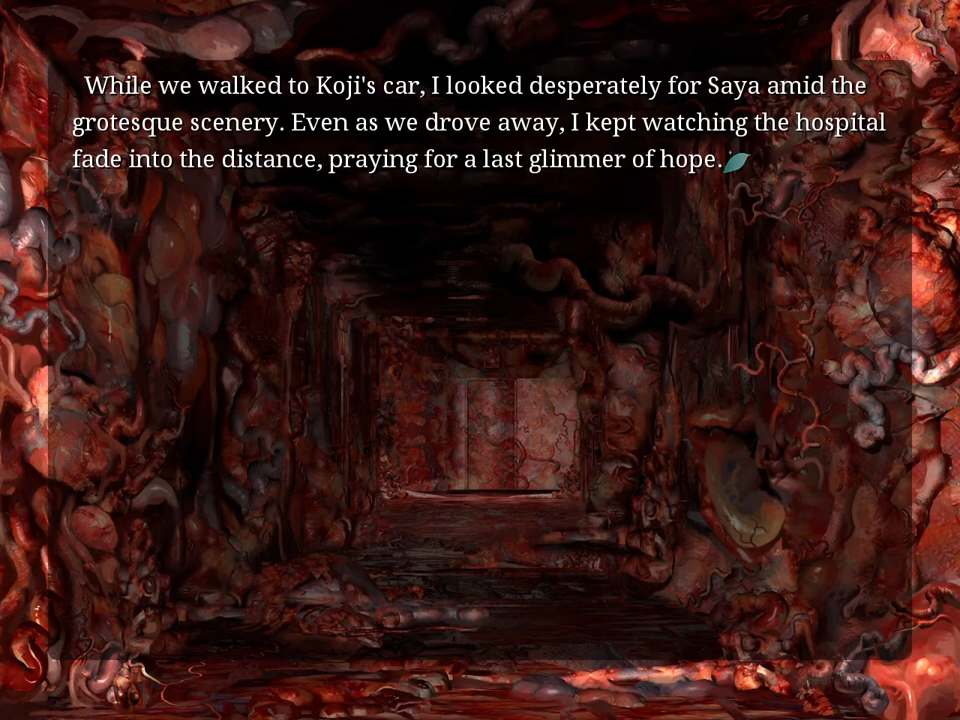 While we walked to Koji's car, I looked desperately for Saya amid the
grotesque scenery. Even as we drove away, I kept watching the hospital
fade into the distance, praying for a last glimmer of hope.